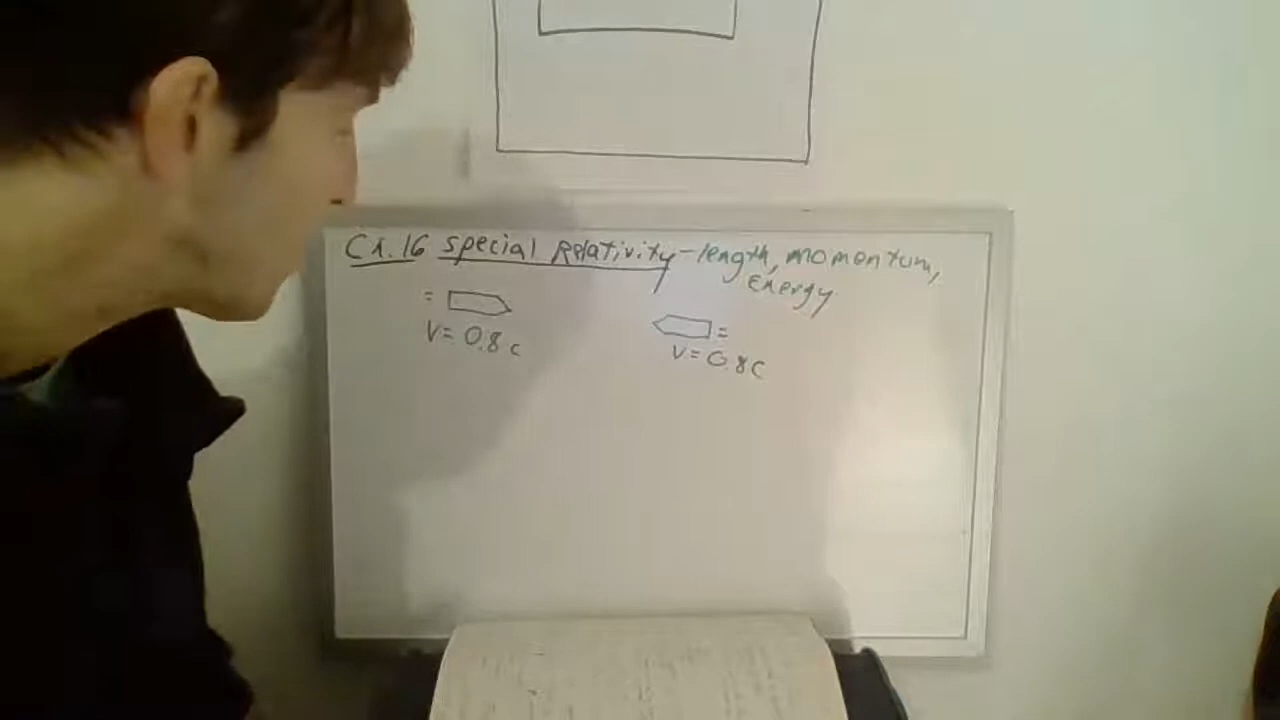 Ch. 16 Special Relativity - length, momentum,
energy
V = 0.8 c
V = 0.8 C